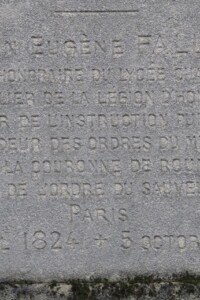 N EUGÈNE FALL
HONORAIRE DU LYCÉE CHA
LIER DE LA LÉGION D'HO
R DE L'INSTRUCTION PU
DEUR DES ORDRES DU M
LA COURONNE DE ROU
DE L'ORDRE DU SAUVE
PARIS
L 1824 + 5 OCTOB